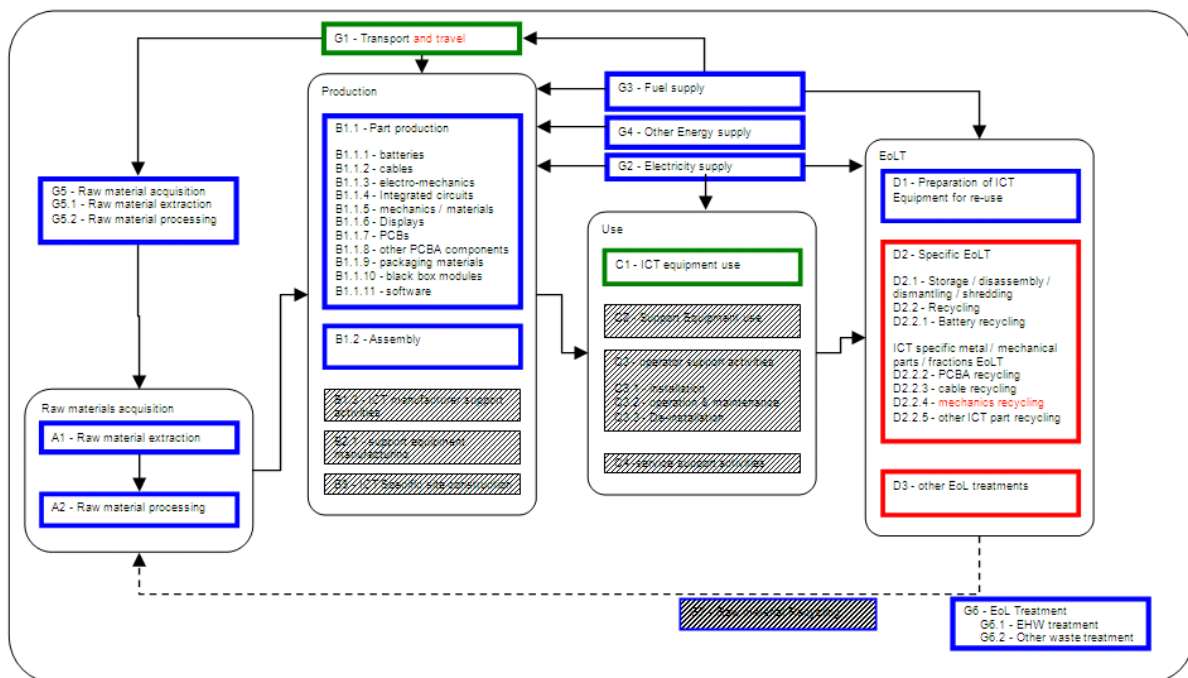 G1 - Transport and travel
Production
B1.1 - Part production
B1.1.1 - batteries
B1.1.2 - cables
B1.1.3 - electro-mechanics
B1.1.4 - Integrated circuits
B1.1.5 - mechanics / materials
B1.1.6 - Displays
B1.1.7 - PCBs
B1.1.8 - other PCBA components
B1.1.9 - packaging materials
B1.1.10 - black box modules
B1.1.11 - software
B1.2 - Assembly
B1.3 - ICT manufacturer support
activities
B2.1 - support equipment
manufacturing
B3 - ICT Specific site construction
G3 - Fuel supply
G4 - Other Energy supply
G2 - Electricity supply
G5 - Raw material acquisition
G5.1 - Raw material extraction
G5.2 - Raw material processing
Raw materials acquisition
A1 - Raw material extraction
A2 - Raw material processing
Use
C1 - ICT equipment use
C2 - Support Equipment use
C3 - operator support activities
C3.1 - installation
C3.2 - operation & maintenance
C3.3 - De-installation
C4 -service support activities
EoLT
D1 - Preparation of ICT
Equipment for re-use
D2 - Specific EoLT
D2.1 - Storage / disassembly /
dismantling / shredding
D2.2 - Recycling
D2.2.1 - Battery recycling
ICT specific metal / mechanical
parts / fractions EoLT
D2.2.2 - PCBA recycling
D2.2.3 - cable recycling
D2.2.4 - mechanics recycling
D2.2.5 - other ICT part recycling
D3 - other EoL treatments
Raw material Recycling
G6 - EoL Treatment
G6.1 - EHW treatment
G6.2 - Other waste treatment